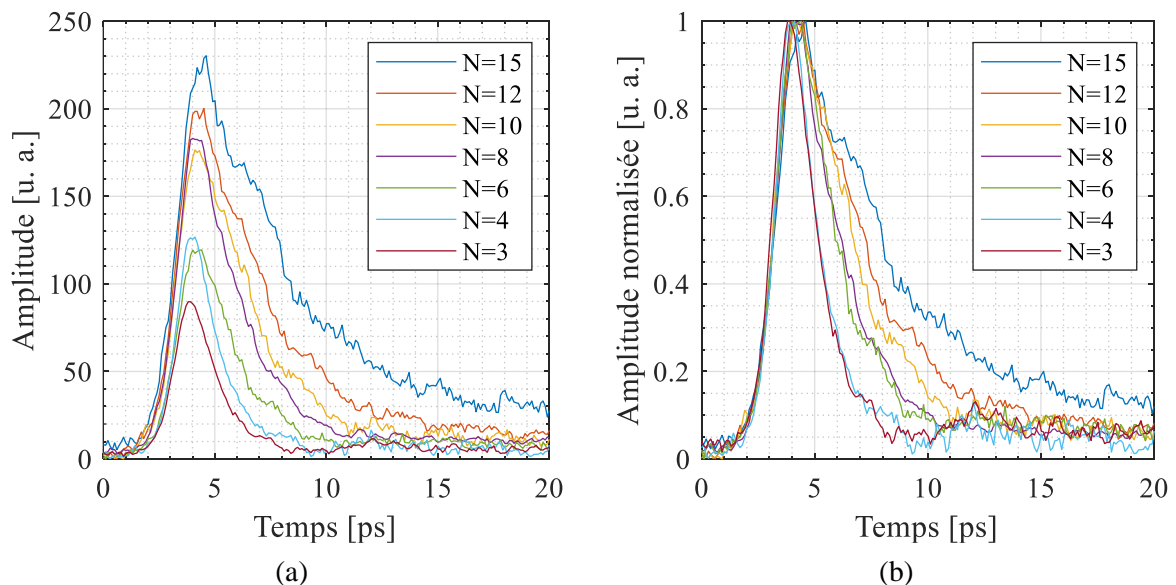 250
200
150
100
50
0
0 5 10 15 20
Amplitude [u. a.]
Temps [ps]
N=15
N=12
N=10
N=8
N=6
N=4
N=3
(a)
1
0.8
0.6
0.4
0.2
0
0 5 10 15 20
Amplitude normalisée [u. a.]
Temps [ps]
N=15
N=12
N=10
N=8
N=6
N=4
N=3
(b)